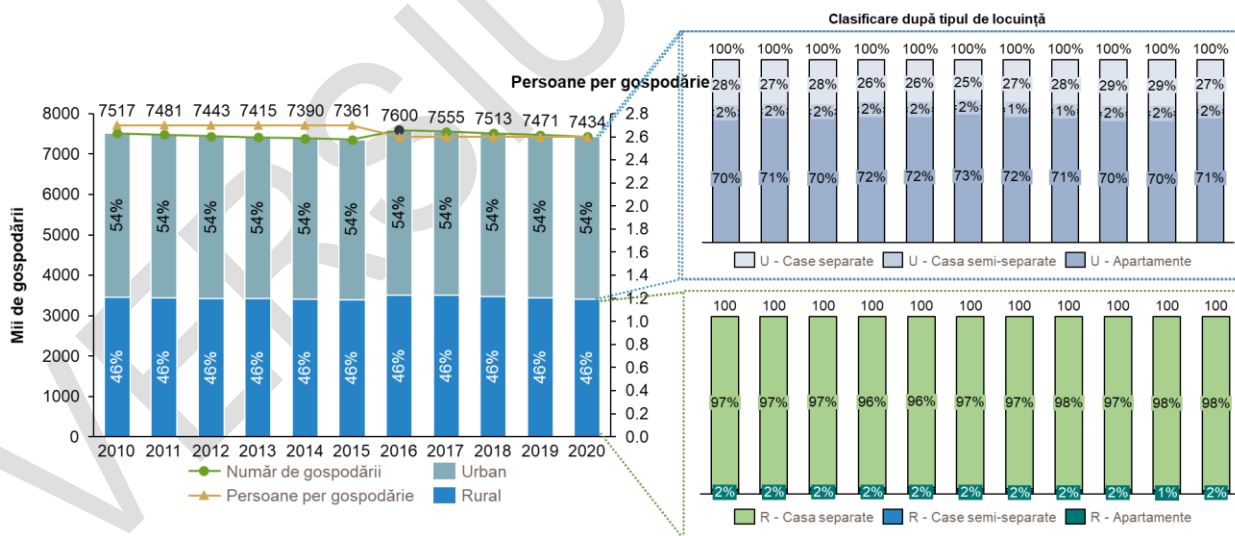 Clasificare după tipul de locuință
100% 100% 100% 100% 100% 100% 100% 100% 100% 100% 100%
28% 27% 28% 26% 26% 25% 27% 28% 29% 29% 27%
2% 2% 2% 2% 2% 2% 1% 1% 2% 2% 2%
70% 71% 70% 72% 72% 73% 72% 71% 70% 70% 71%
U - Case separate U - Casa semi-separate U - Apartamente
Persoane per gospodărie
Mii de gospodării
7517 7481 7443 7415 7390 7361 7600 7555 7513 7471 7434
8000
7000
6000
5000
4000
3000
2000
1000
0
2.8
2.6
2.4
2.2
2.0
1.8
1.6
1.4
1.2
1.0
0.8
0.6
0.4
0.2
0.0
54% 54% 54% 54% 54% 54% 54% 54% 54% 54% 54%
46% 46% 46% 46% 46% 46% 46% 46% 46% 46% 46%
2010 2011 2012 2013 2014 2015 2016 2017 2018 2019 2020
Număr de gospodării Urban
Persoane per gospodărie Rural
100 100 100 100 100 100 100 100 100 100 100
97% 97% 97% 96% 96% 97% 97% 98% 97% 98% 98%
2% 2% 2% 2% 2% 2% 2% 2% 2% 1% 2%
R - Casa separate R - Case semi-separate R - Apartamente
VERSIU